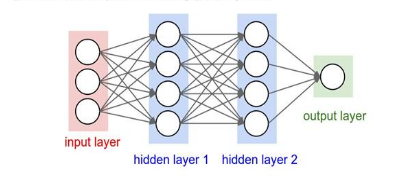 input layer
hidden layer 1
hidden layer 2
output layer